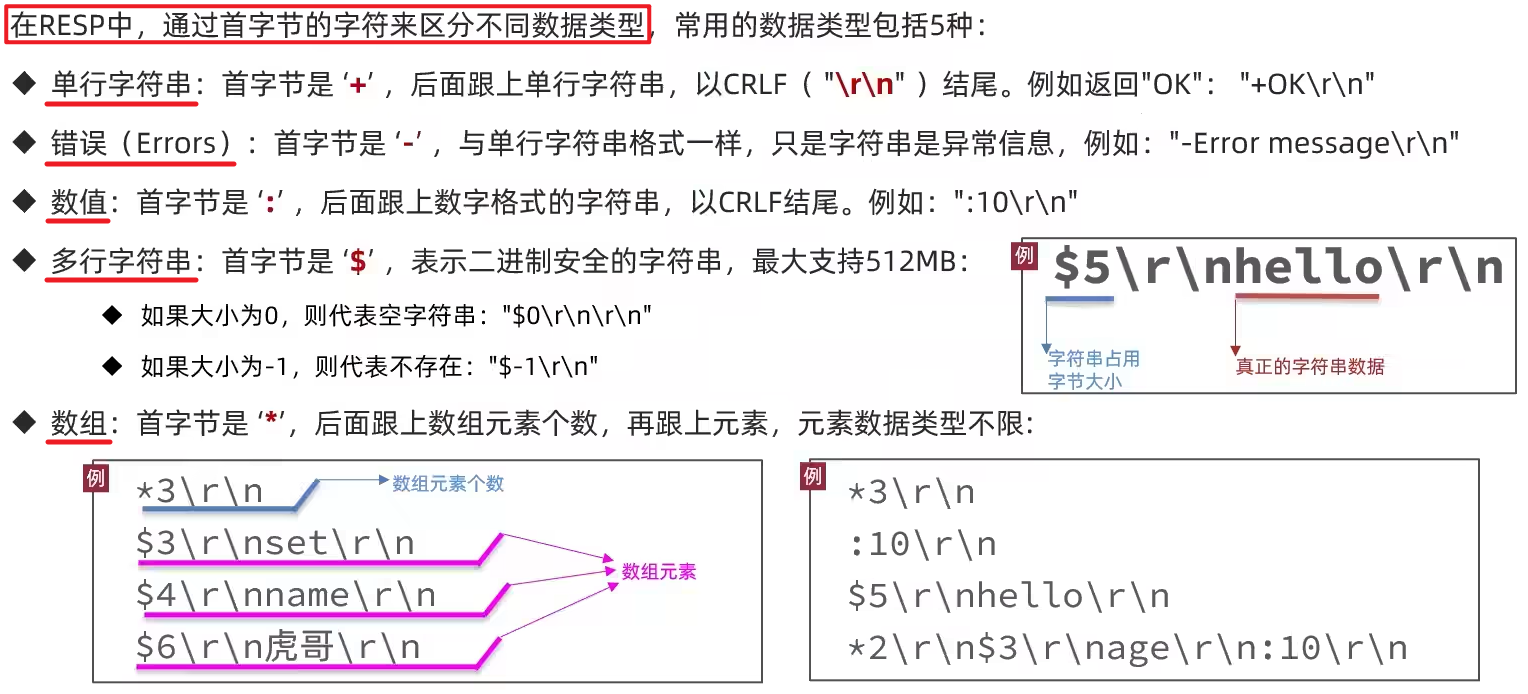 在RESP中，通过首字节的字符来区分不同数据类型，常用的数据类型包括5种：
◆ 单行字符串：首字节是 ‘+’ ，后面跟上单行字符串，以CRLF（ "\r\n" ）结尾。例如返回"OK"： "+OK\r\n"
◆ 错误（Errors）：首字节是 ‘-’ ，与单行字符串格式一样，只是字符串是异常信息，例如："-Error message\r\n"
◆ 数值：首字节是 ‘:’ ，后面跟上数字格式的字符串，以CRLF结尾。例如：":10\r\n"
◆ 多行字符串：首字节是 ‘$’ ，表示二进制安全的字符串，最大支持512MB：
◆ 如果大小为0，则代表空字符串："$0\r\n\r\n"
◆ 如果大小为-1，则代表不存在："$-1\r\n"
例
$5\r\nhello\r\n
字符串占用
字节大小
真正的字符串数据
◆ 数组：首字节是 ‘*’，后面跟上数组元素个数，再跟上元素，元素数据类型不限:
例
*3\r\n
数组元素个数
$3\r\nset\r\n
$4\r\nname\r\n
$6\r\n虎哥\r\n
数组元素
例
*3\r\n
:10\r\n
$5\r\nhello\r\n
*2\r\n$3\r\nage\r\n:10\r\n